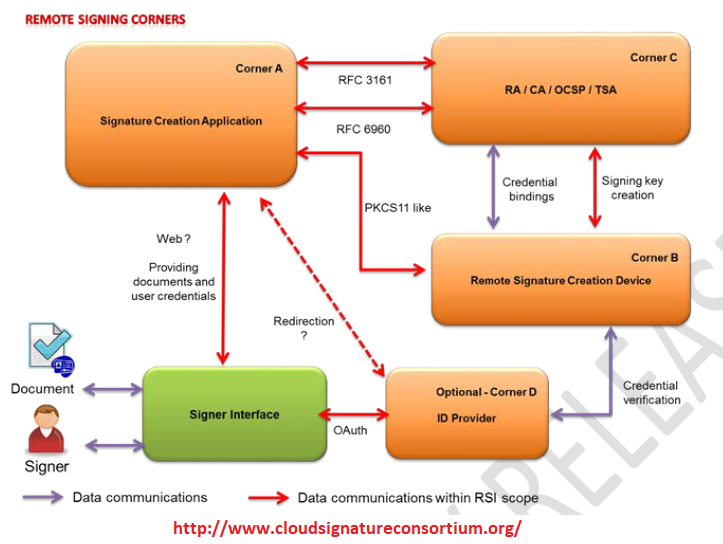 REMOTE SIGNING CORNERS
Corner A
Signature Creation Application
RFC 3161
RFC 6960
Corner C
RA / CA / OCSP / TSA
PKCS11 like
Credential
bindings
Signing key
creation
Web ?
Providing
documents and
user credentials
Corner B
Remote Signature Creation Device
Redirection
?
Document
Signer
Signer Interface
OAuth
Optional - Corner D
ID Provider
Credential
verification
Data communications
Data communications within RSI scope
http://www.cloudsignatureconsortium.org/
RELEAS